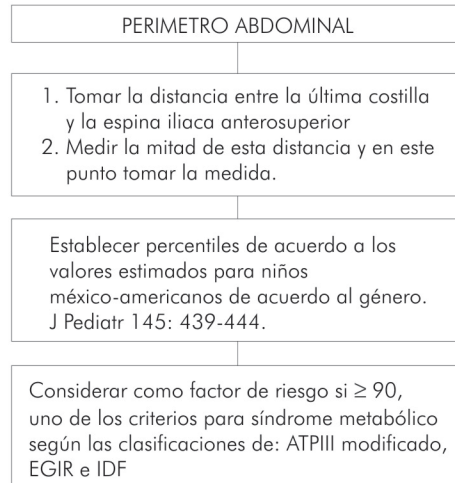 PERIMETRO ABDOMINAL
1. Tomar la distancia entre la última costilla
y la espina iliaca anterosuperior
2. Medir la mitad de esta distancia y en este
punto tomar la medida.
Establecer percentiles de acuerdo a los
valores estimados para niños
méxico-americanos de acuerdo al género.
J Pediatr 145: 439-444.
Considerar como factor de riesgo si ≥ 90,
uno de los criterios para síndrome metabólico
según las clasificaciones de: ATPIII modificado,
EGIR e IDF